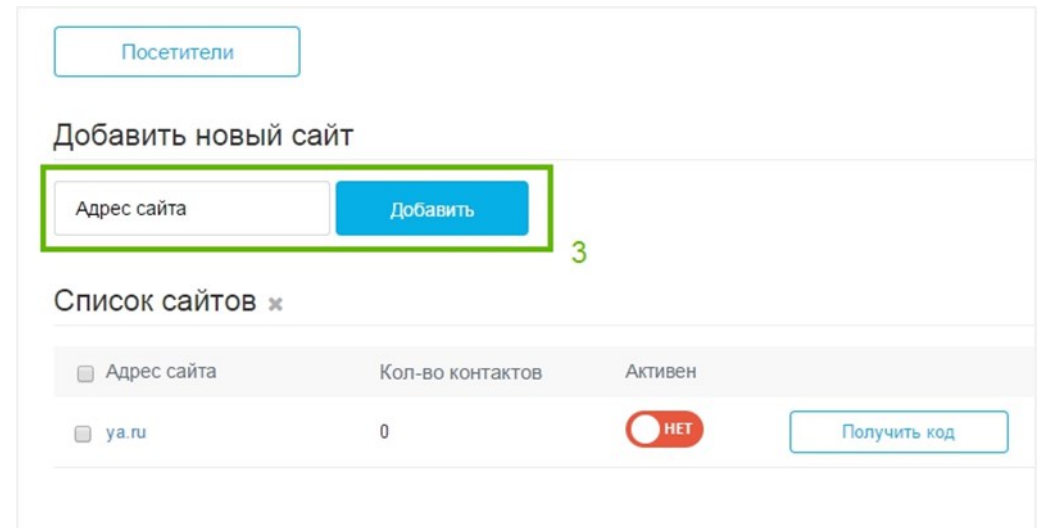 Посетители
Добавить новый сайт
Адрес сайта Добавить
3
Список сайтов ×
Адрес сайта Кол-во контактов Активен
ya.ru 0 НЕТ Получить код